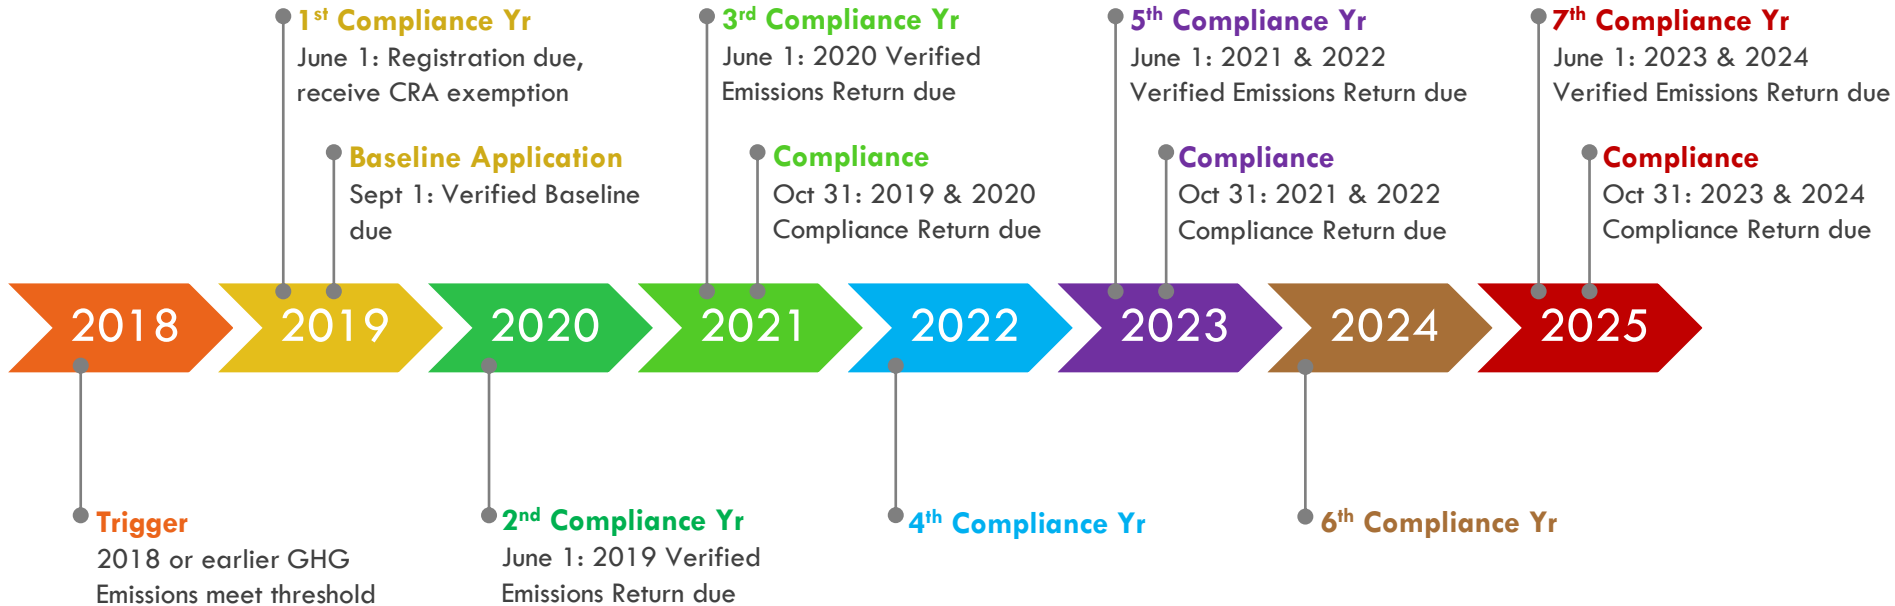 1st Compliance Yr
June 1: Registration due,
receive CRA exemption
Baseline Application
Sept 1: Verified Baseline
due
3rd Compliance Yr
June 1: 2020 Verified
Emissions Return due
Compliance
Oct 31: 2019 & 2020
Compliance Return due
5th Compliance Yr
June 1: 2021 & 2022
Verified Emissions Return due
Compliance
Oct 31: 2021 & 2022
Compliance Return due
7th Compliance Yr
June 1: 2023 & 2024
Verified Emissions Return due
Compliance
Oct 31: 2023 & 2024
Compliance Return due
2018
2019
2020
2021
2022
2023
2024
2025
Trigger
2018 or earlier GHG
Emissions meet threshold
2nd Compliance Yr
June 1: 2019 Verified
Emissions Return due
4th Compliance Yr
6th Compliance Yr